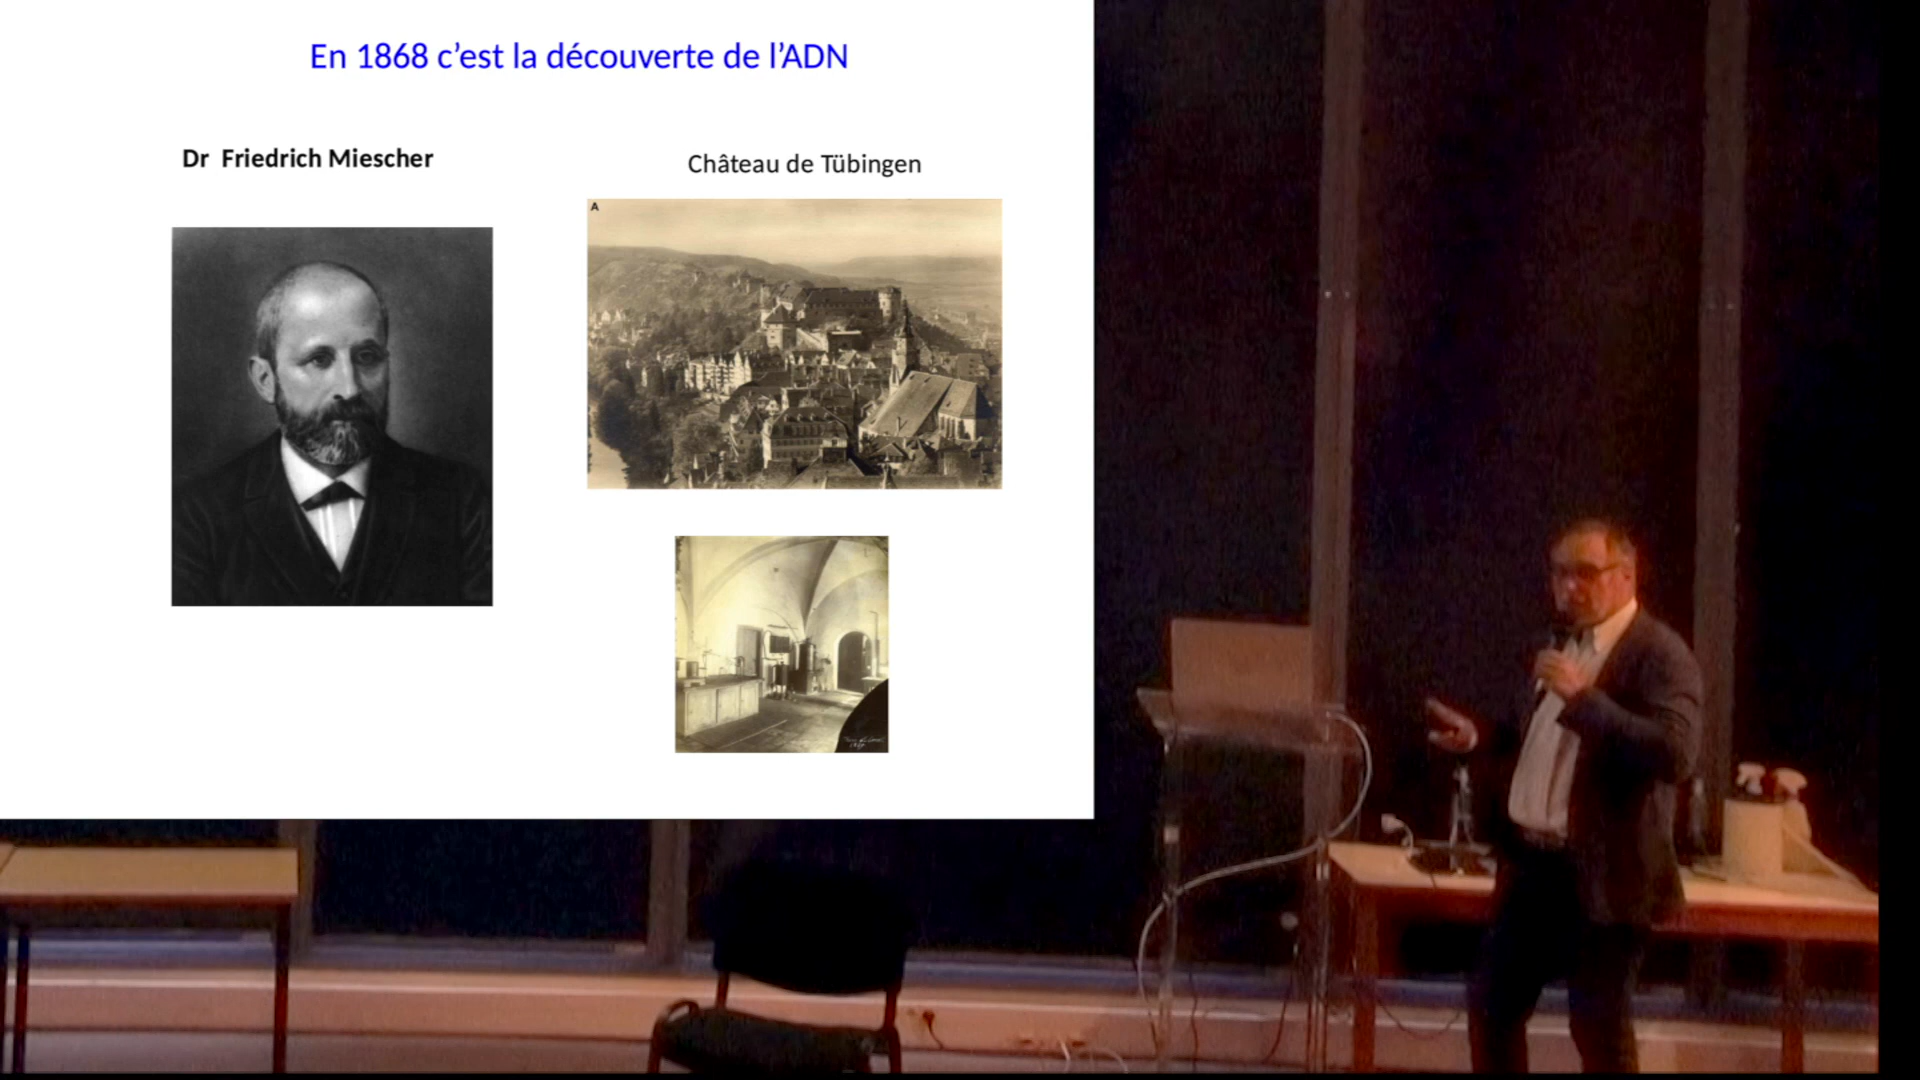 En 1868 c’est la découverte de l’ADN
Dr  Friedrich Miescher
Château de Tübingen
A